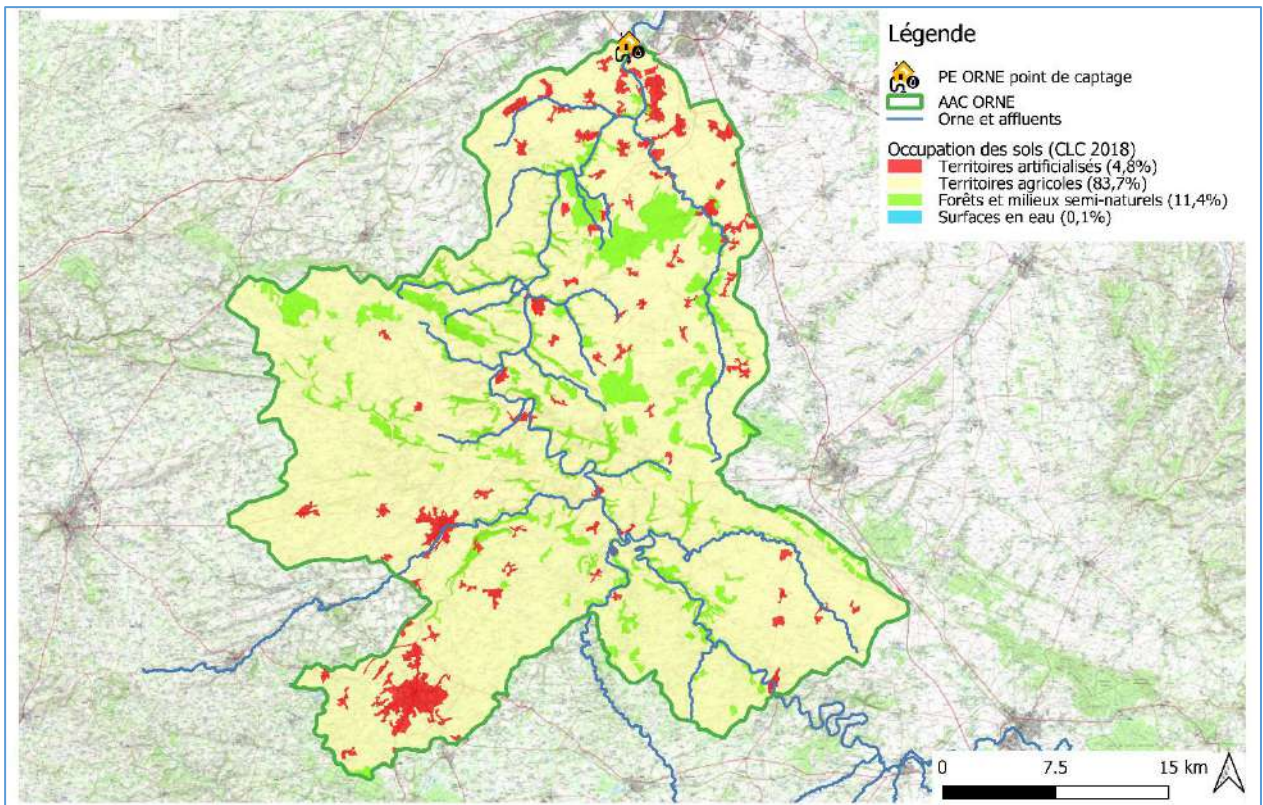 Légende
PE ORNE point de captage
AAC ORNE
Orne et affluents
Occupation des sols (CLC 2018)
Territoires artificialisés (4,8%)
Territoires agricoles (83,7%)
Forêts et milieux semi-naturels (11,4%)
Surfaces en eau (0,1%)
0 7.5 15 km